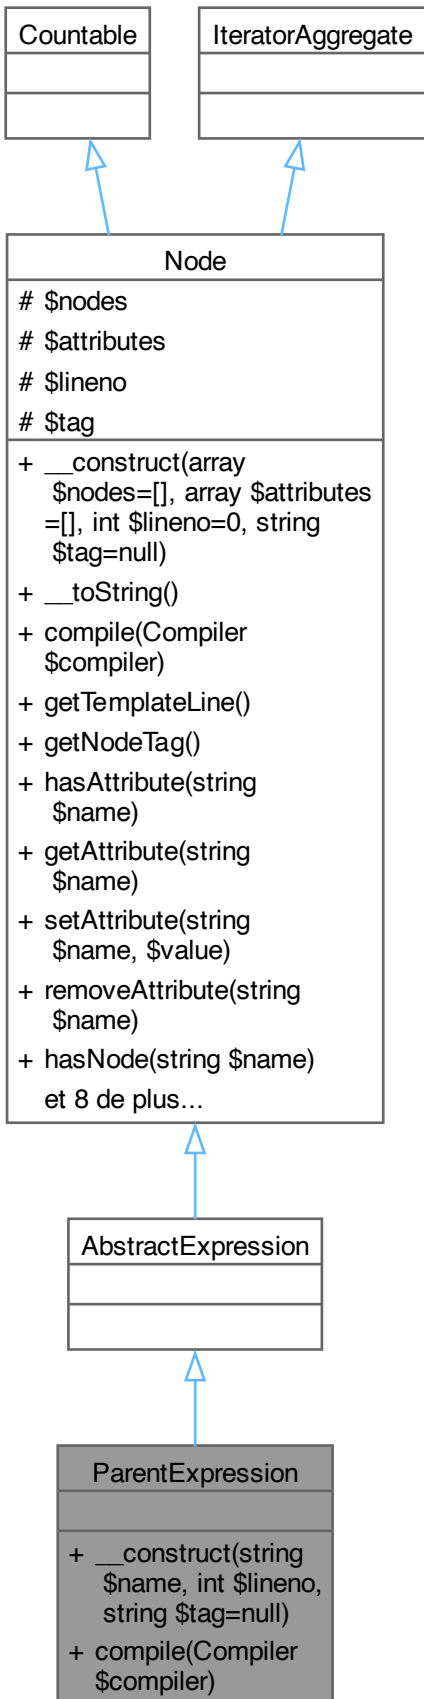 Countable
IteratorAggregate
Node
# $nodes
# $attributes
# $lineno
# $tag
+ __construct(array
$nodes=[], array $attributes
=[], int $lineno=0, string
$tag=null)
+ __toString()
+ compile(Compiler
$compiler)
+ getTemplateLine()
+ getNodeTag()
+ hasAttribute(string
$name)
+ getAttribute(string
$name)
+ setAttribute(string
$name, $value)
+ removeAttribute(string
$name)
+ hasNode(string $name)
et 8 de plus...
AbstractExpression
ParentExpression
+ __construct(string
$name, int $lineno,
string $tag=null)
+ compile(Compiler
$compiler)